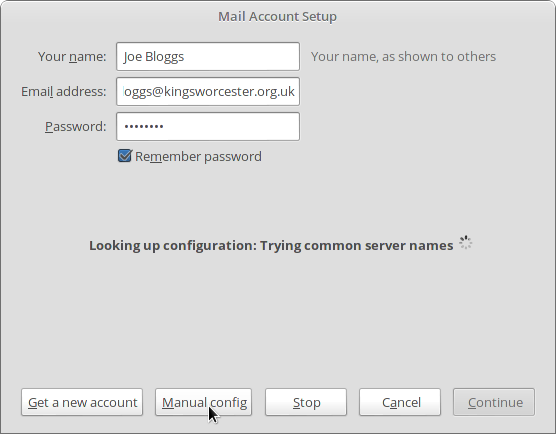 Mail Account Setup
Your name: Joe Bloggs Your name, as shown to others
Email address: oggs@kingsworcester.org.uk
Password: ••••••••
Remember password
Looking up configuration: Trying common server names
Get a new account Manual config Stop Cancel Continue